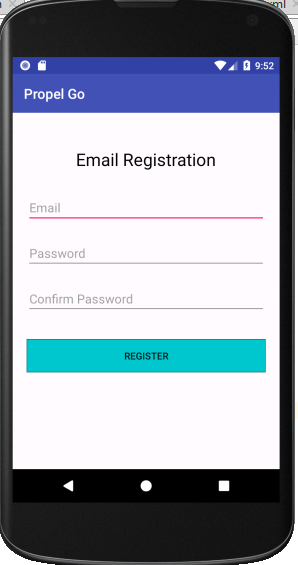 9:52
Propel Go
Email Registration
Email
Password
Confirm Password
REGISTER